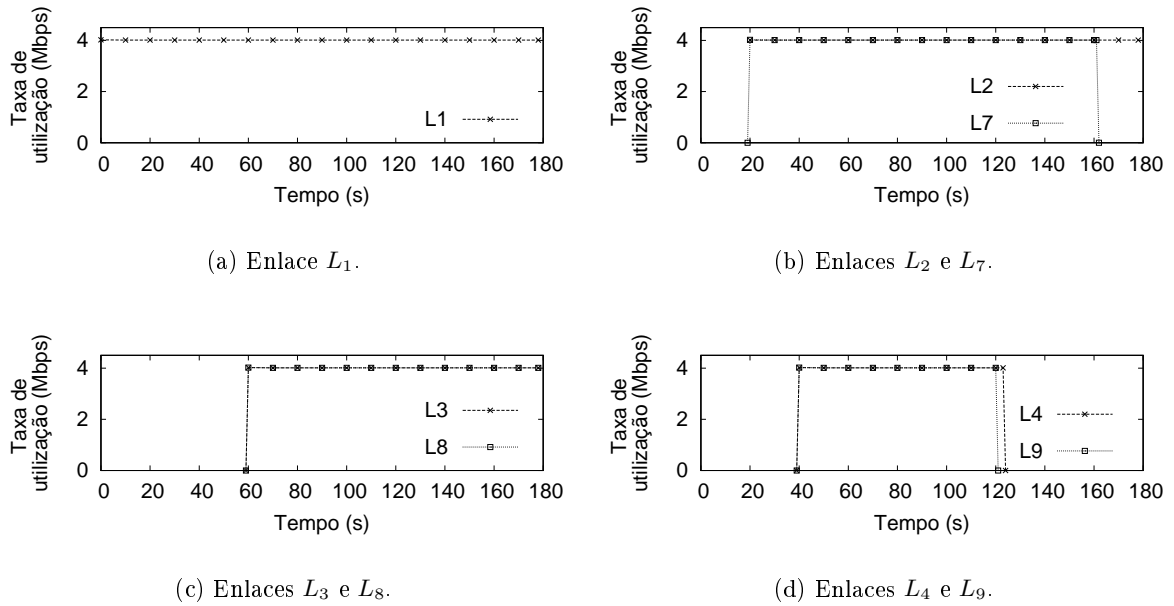 Taxa de
utilização (Mbps)
4
2
0
L1
0 20 40 60 80 100 120 140 160 180
Tempo (s)
(a) Enlace L1.
Taxa de
utilização (Mbps)
4
2
0
L2
L7
0 20 40 60 80 100 120 140 160 180
Tempo (s)
(b) Enlaces L2 e L7.
Taxa de
utilização (Mbps)
4
2
0
L3
L8
0 20 40 60 80 100 120 140 160 180
Tempo (s)
(c) Enlaces L3 e L8.
Taxa de
utilização (Mbps)
4
2
0
L4
L9
0 20 40 60 80 100 120 140 160 180
Tempo (s)
(d) Enlaces L4 e L9.